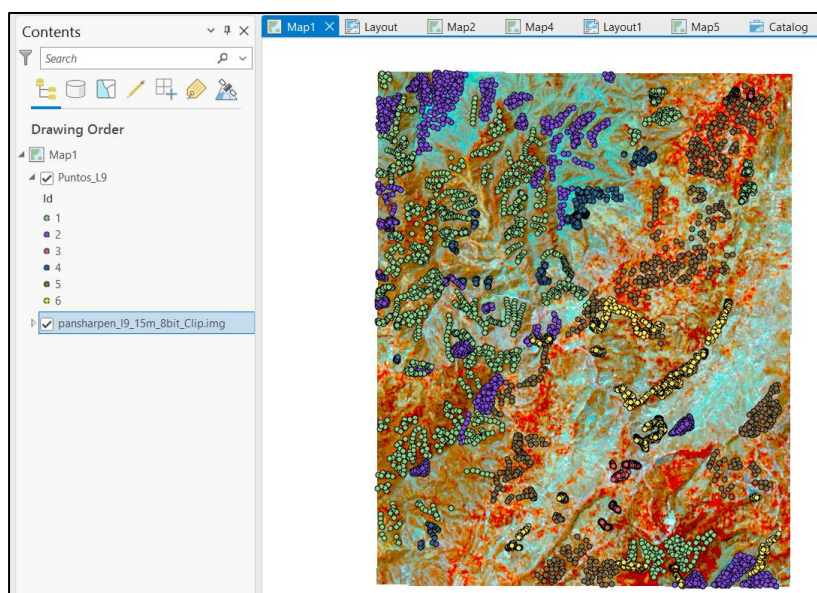 Contents
Map1
Layout
Map2
Map4
Layout1
Map5
Catalog
Search
Drawing Order
Map1
Puntos_L9
Id
1
2
3
4
5
6
pansharpen_l9_15m_8bit_Clip.img